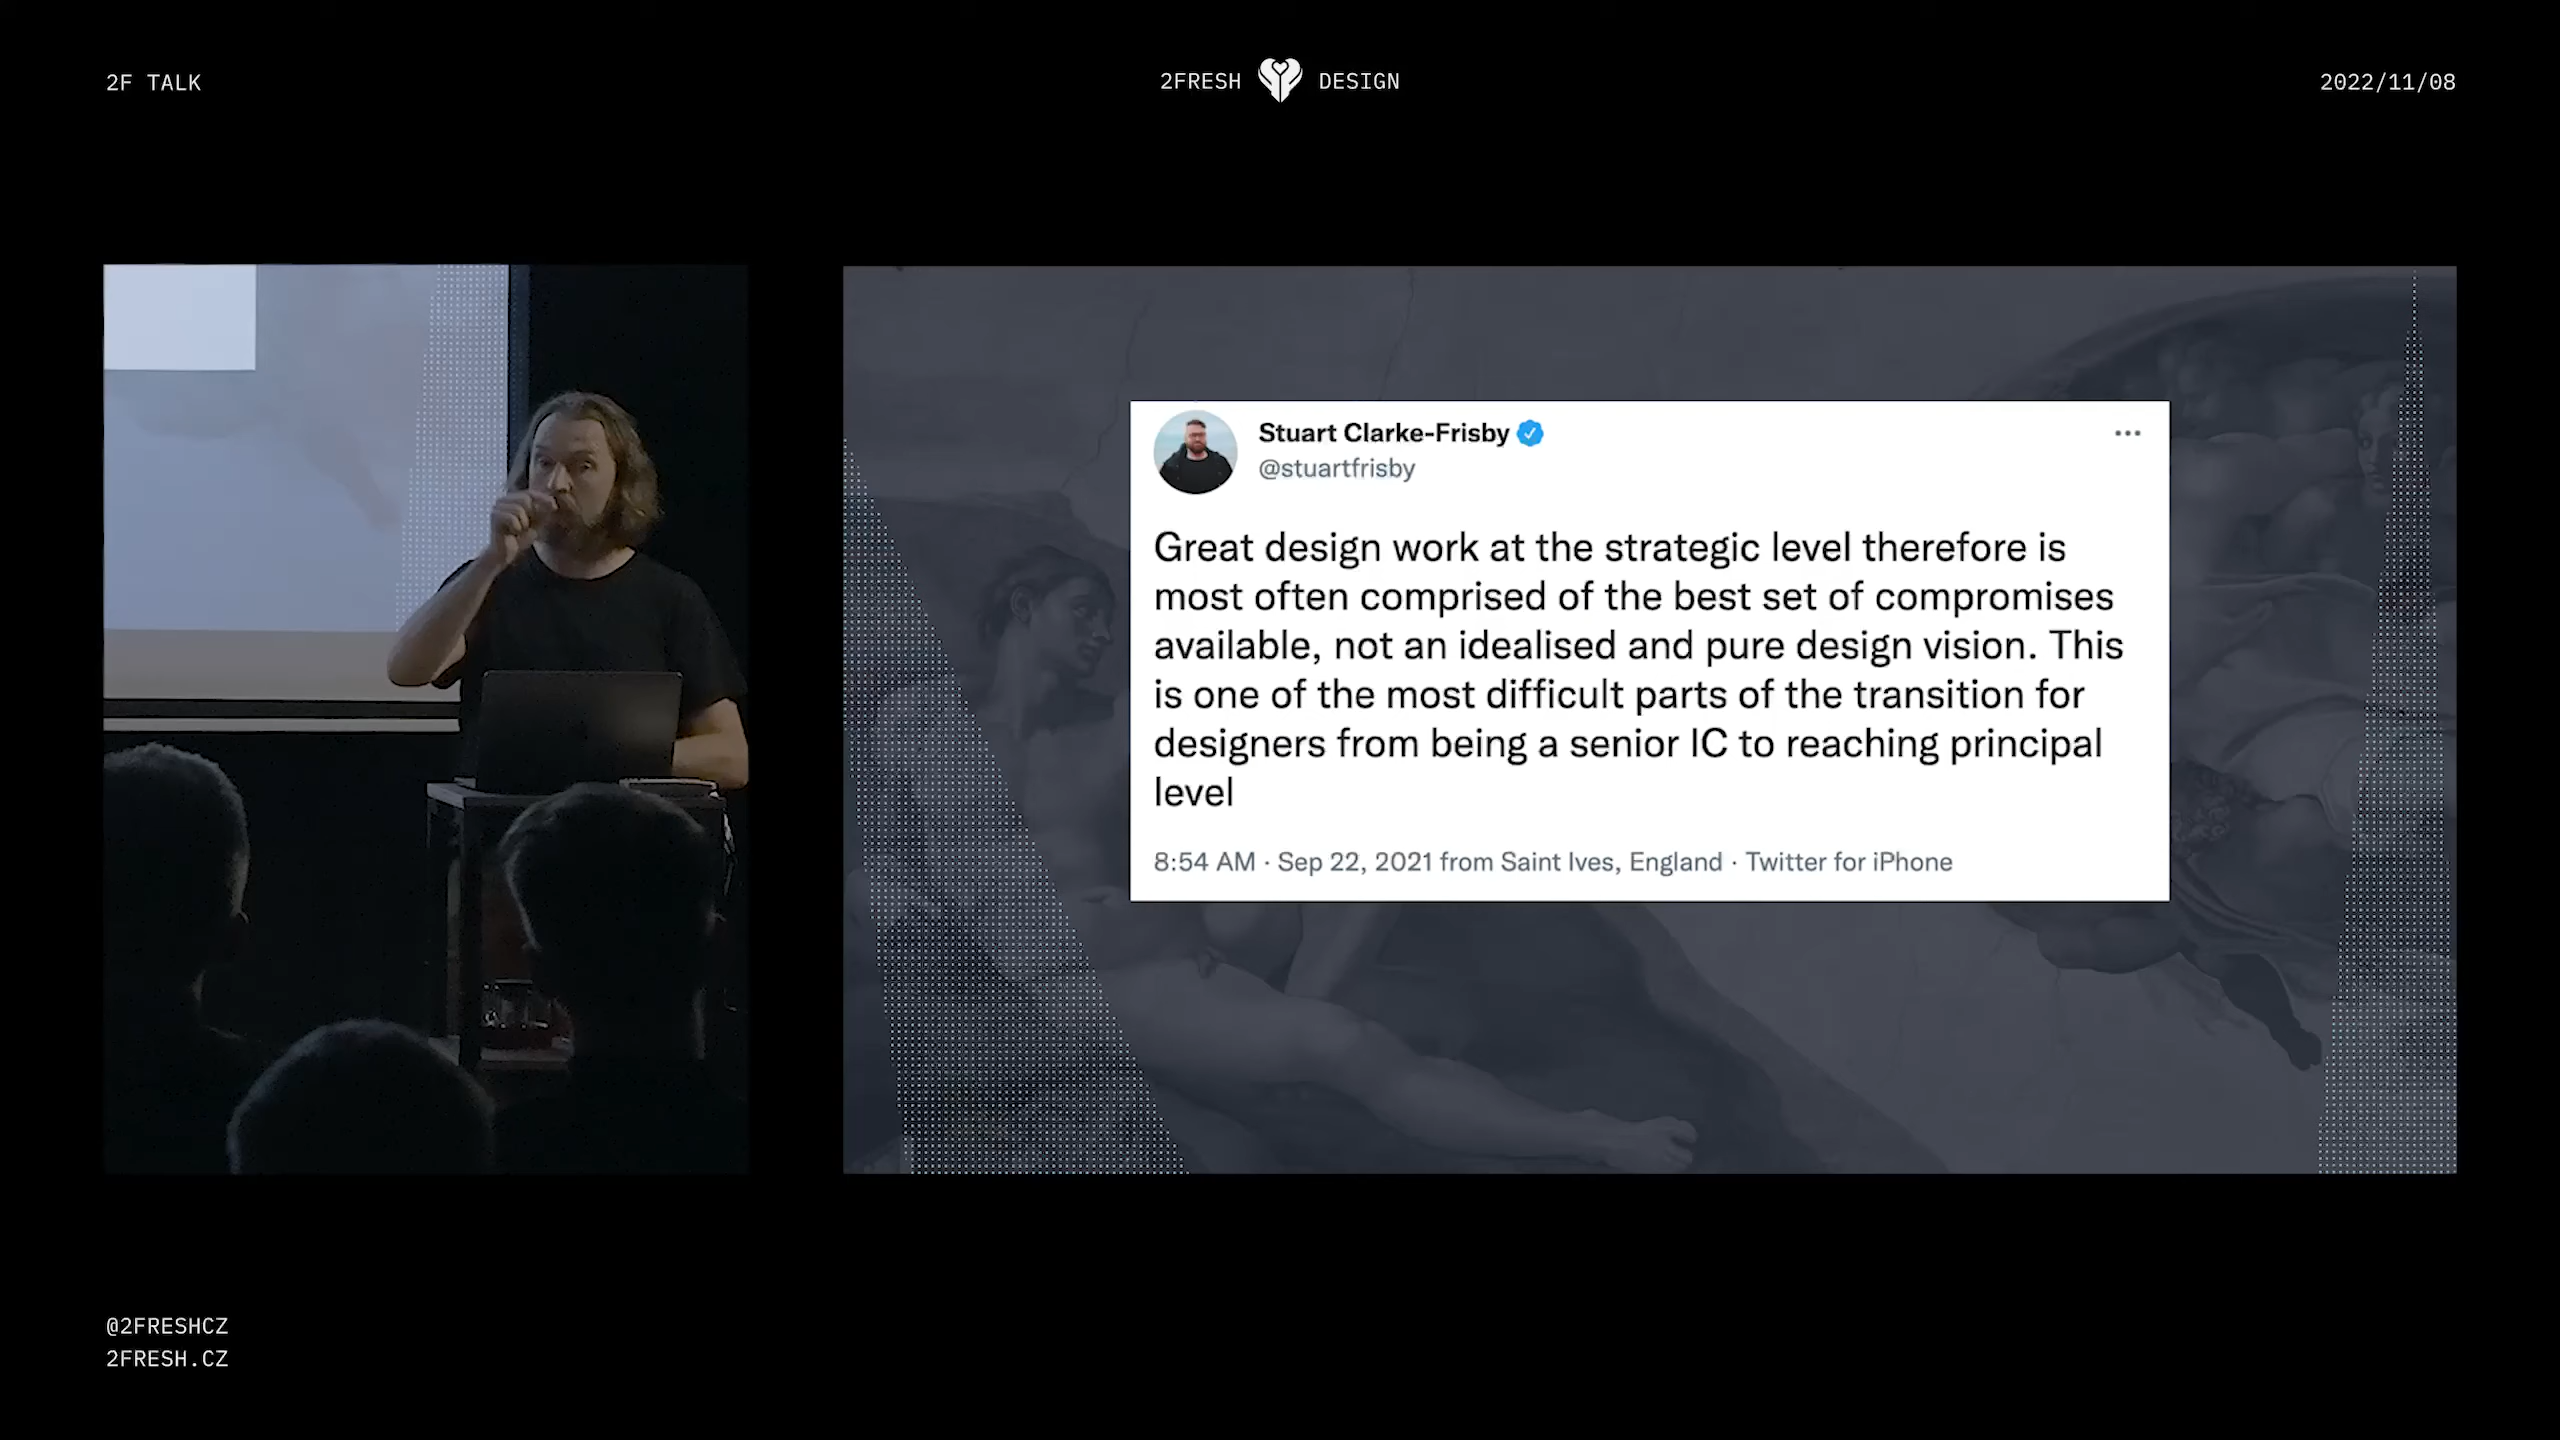 2F TALK
2FRESH DESIGN
2022/11/08
Stuart Clarke-Frisby
@stuartfrisby
Great design work at the strategic level therefore is
most often comprised of the best set of compromises
available, not an idealised and pure design vision. This
is one of the most difficult parts of the transition for
designers from being a senior IC to reaching principal
level
8:54 AM · Sep 22, 2021 from Saint Ives, England · Twitter for iPhone
@2FRESHCZ
2FRESH.CZ